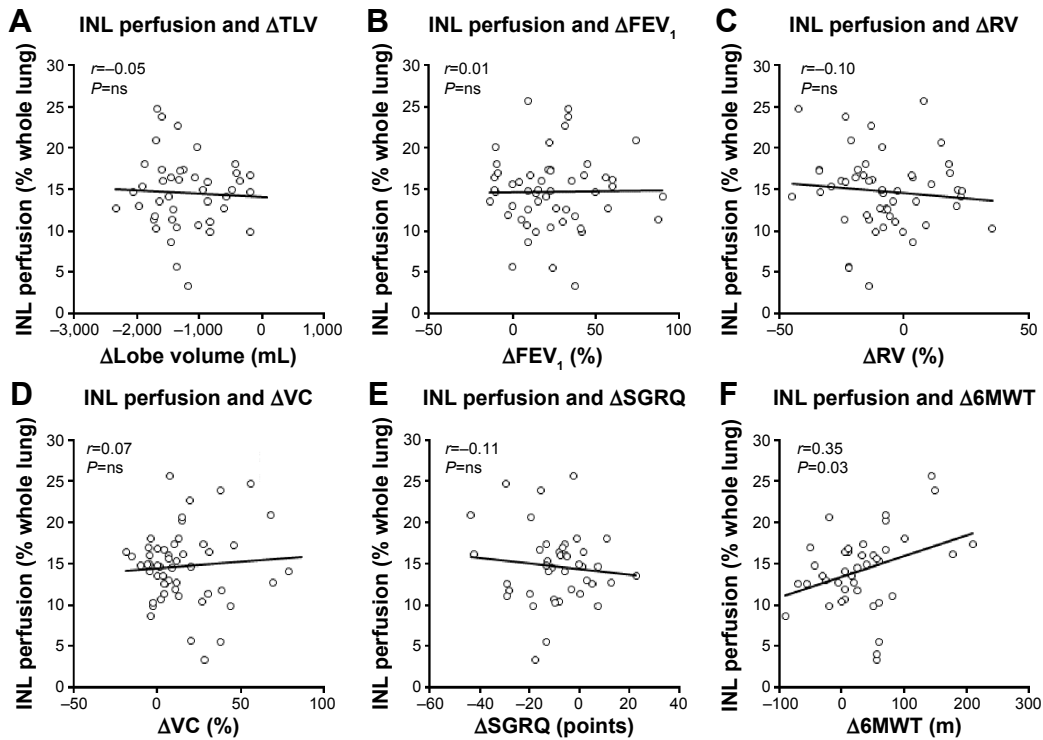 A INL perfusion and ΔTLV
r=–0.05
P=ns
INL perfusion (% whole lung)
30
25
20
15
10
5
0
–3,000 –2,000 –1,000 0 1,000
ΔLobe volume (mL)
B INL perfusion and ΔFEV₁
r=0.01
P=ns
INL perfusion (% whole lung)
30
25
20
15
10
5
0
–50 0 50 100
ΔFEV₁ (%)
C INL perfusion and ΔRV
r=–0.10
P=ns
INL perfusion (% whole lung)
30
25
20
15
10
5
0
–50 0 50
ΔRV (%)
D INL perfusion and ΔVC
r=0.07
P=ns
INL perfusion (% whole lung)
30
25
20
15
10
5
0
–50 0 50 100
ΔVC (%)
E INL perfusion and ΔSGRQ
r=–0.11
P=ns
INL perfusion (% whole lung)
30
25
20
15
10
5
0
–60 –40 –20 0 20 40
ΔSGRQ (points)
F INL perfusion and Δ6MWT
r=0.35
P=0.03
INL perfusion (% whole lung)
30
25
20
15
10
5
0
–100 0 100 200 300
Δ6MWT (m)